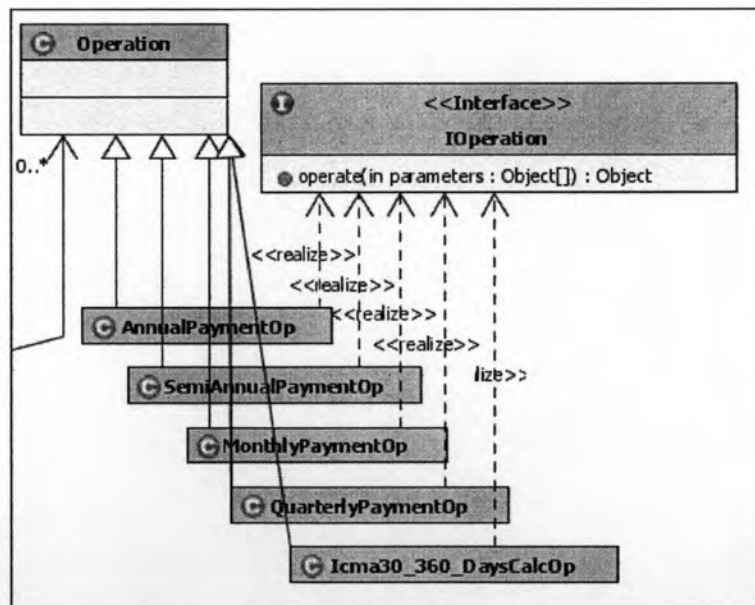 C Operation
I <<Interface>>
IOperation
operate(in parameters : Object[]) : Object
0..*
<<realize>>
<<realize>>
<<realize>>
<<realize>>
lize>>
C AnnualPaymentOp
C SemiAnnualPaymentOp
C MonthlyPaymentOp
C QuarterlyPaymentOp
C Icma30_360_DaysCalcOp